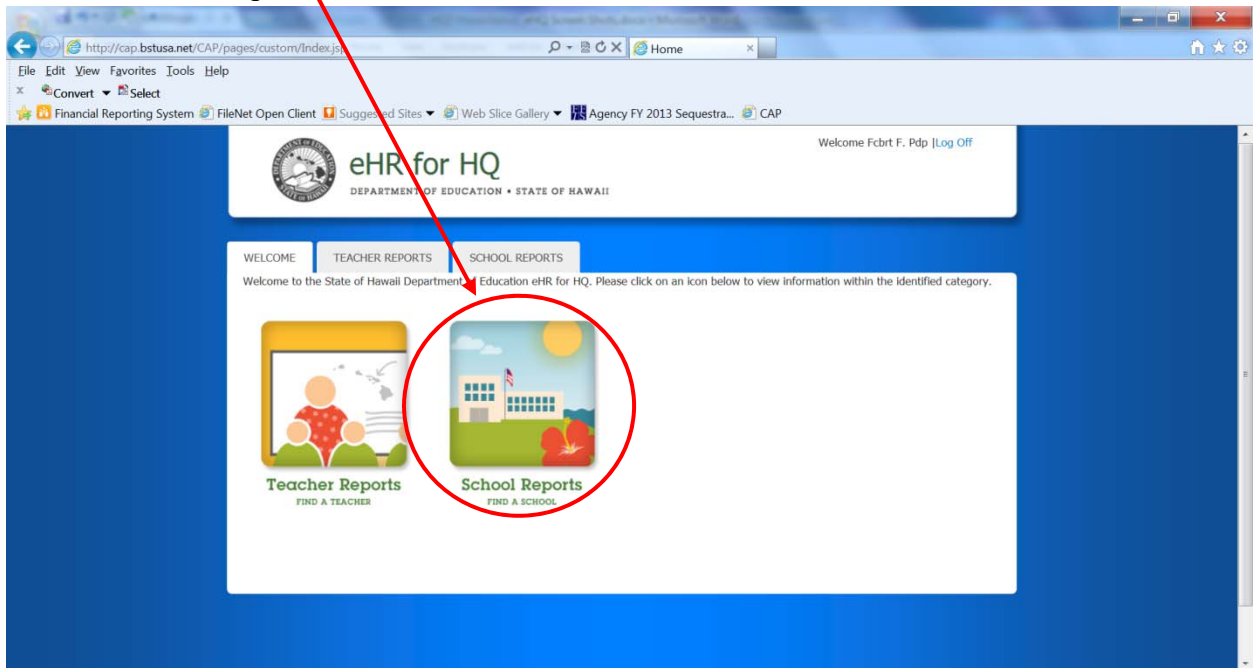 http://cap.bstusa.net/CAP/pages/custom/Index.jsp
Home
File Edit View Favorites Tools Help
x Convert Select
Financial Reporting System FileNet Open Client Suggested Sites Web Slice Gallery Agency FY 2013 Sequestra... CAP
Welcome Fcbrt F. Pdp |Log Off
eHR for HQ
DEPARTMENT OF EDUCATION • STATE OF HAWAII
WELCOME TEACHER REPORTS SCHOOL REPORTS
Welcome to the State of Hawaii Department of Education eHR for HQ. Please click on an icon below to view information within the identified category.
Teacher Reports School Reports
FIND A TEACHER FIND A SCHOOL